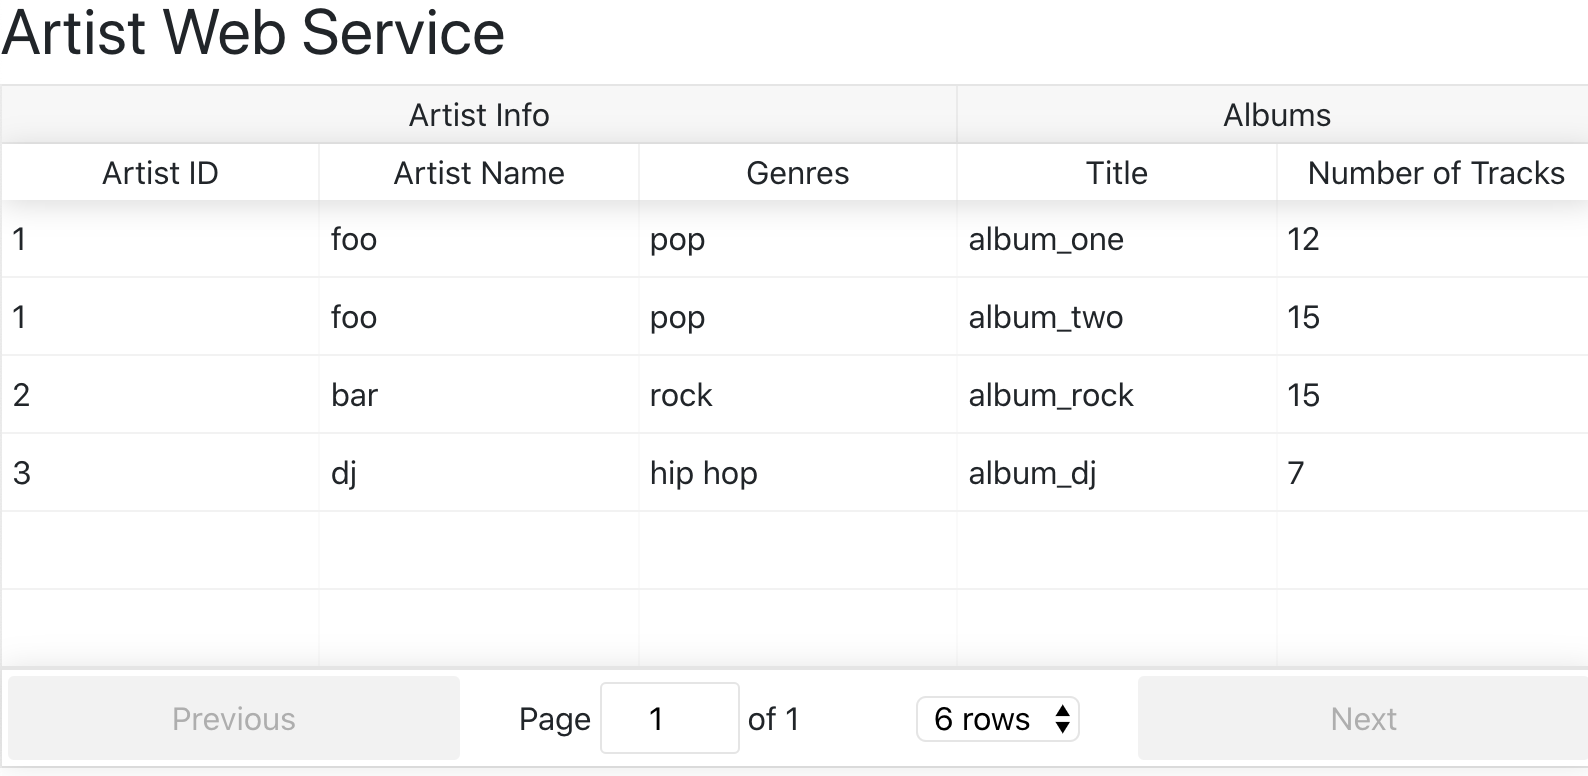 Artist Web Service
Artist Info Albums
Artist ID Artist Name Genres Title Number of Tracks
1 foo pop album_one 12
1 foo pop album_two 15
2 bar rock album_rock 15
3 dj hip hop album_dj 7
Previous Page 1 of 1 6 rows Next